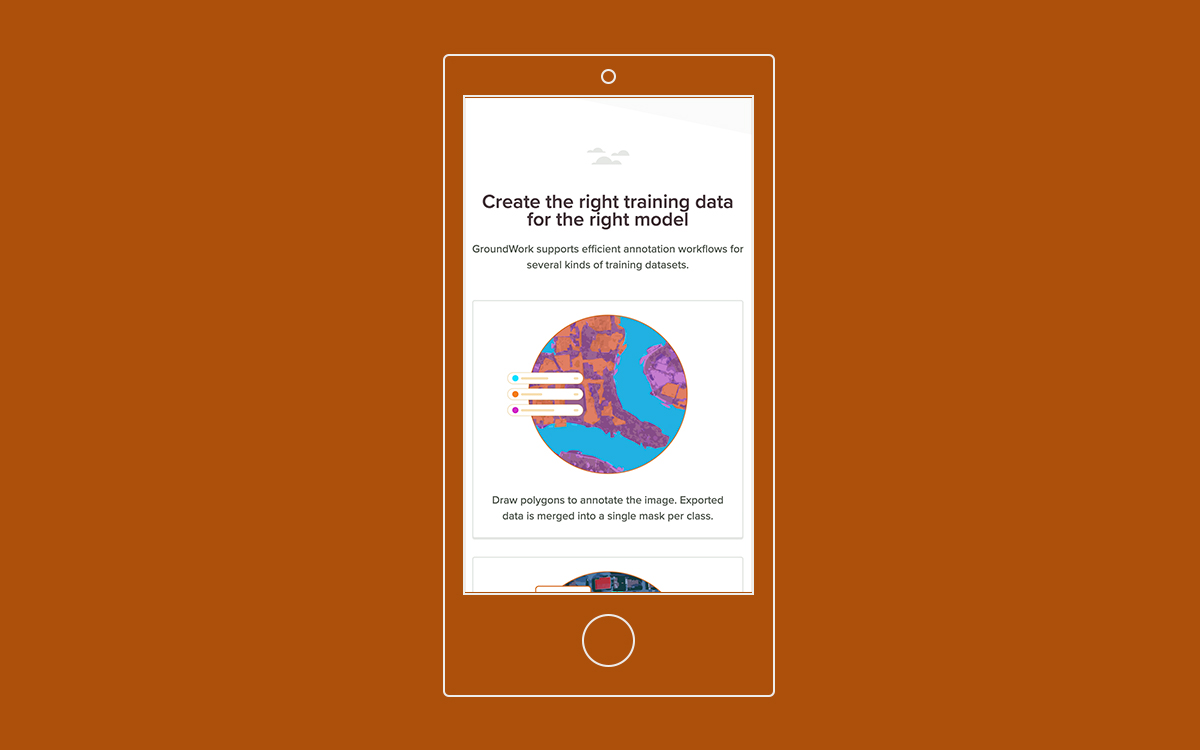 Create the right training data
for the right model
GroundWork supports efficient annotation workflows for
several kinds of training datasets.
Draw polygons to annotate the image. Exported
data is merged into a single mask per class.